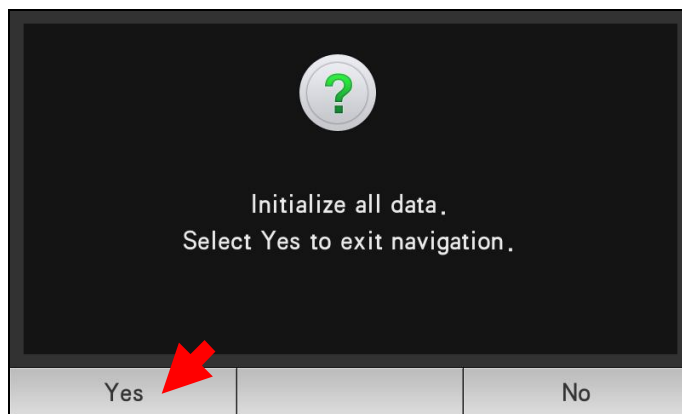 ?
Initialize all data.
Select Yes to exit navigation.
Yes
No